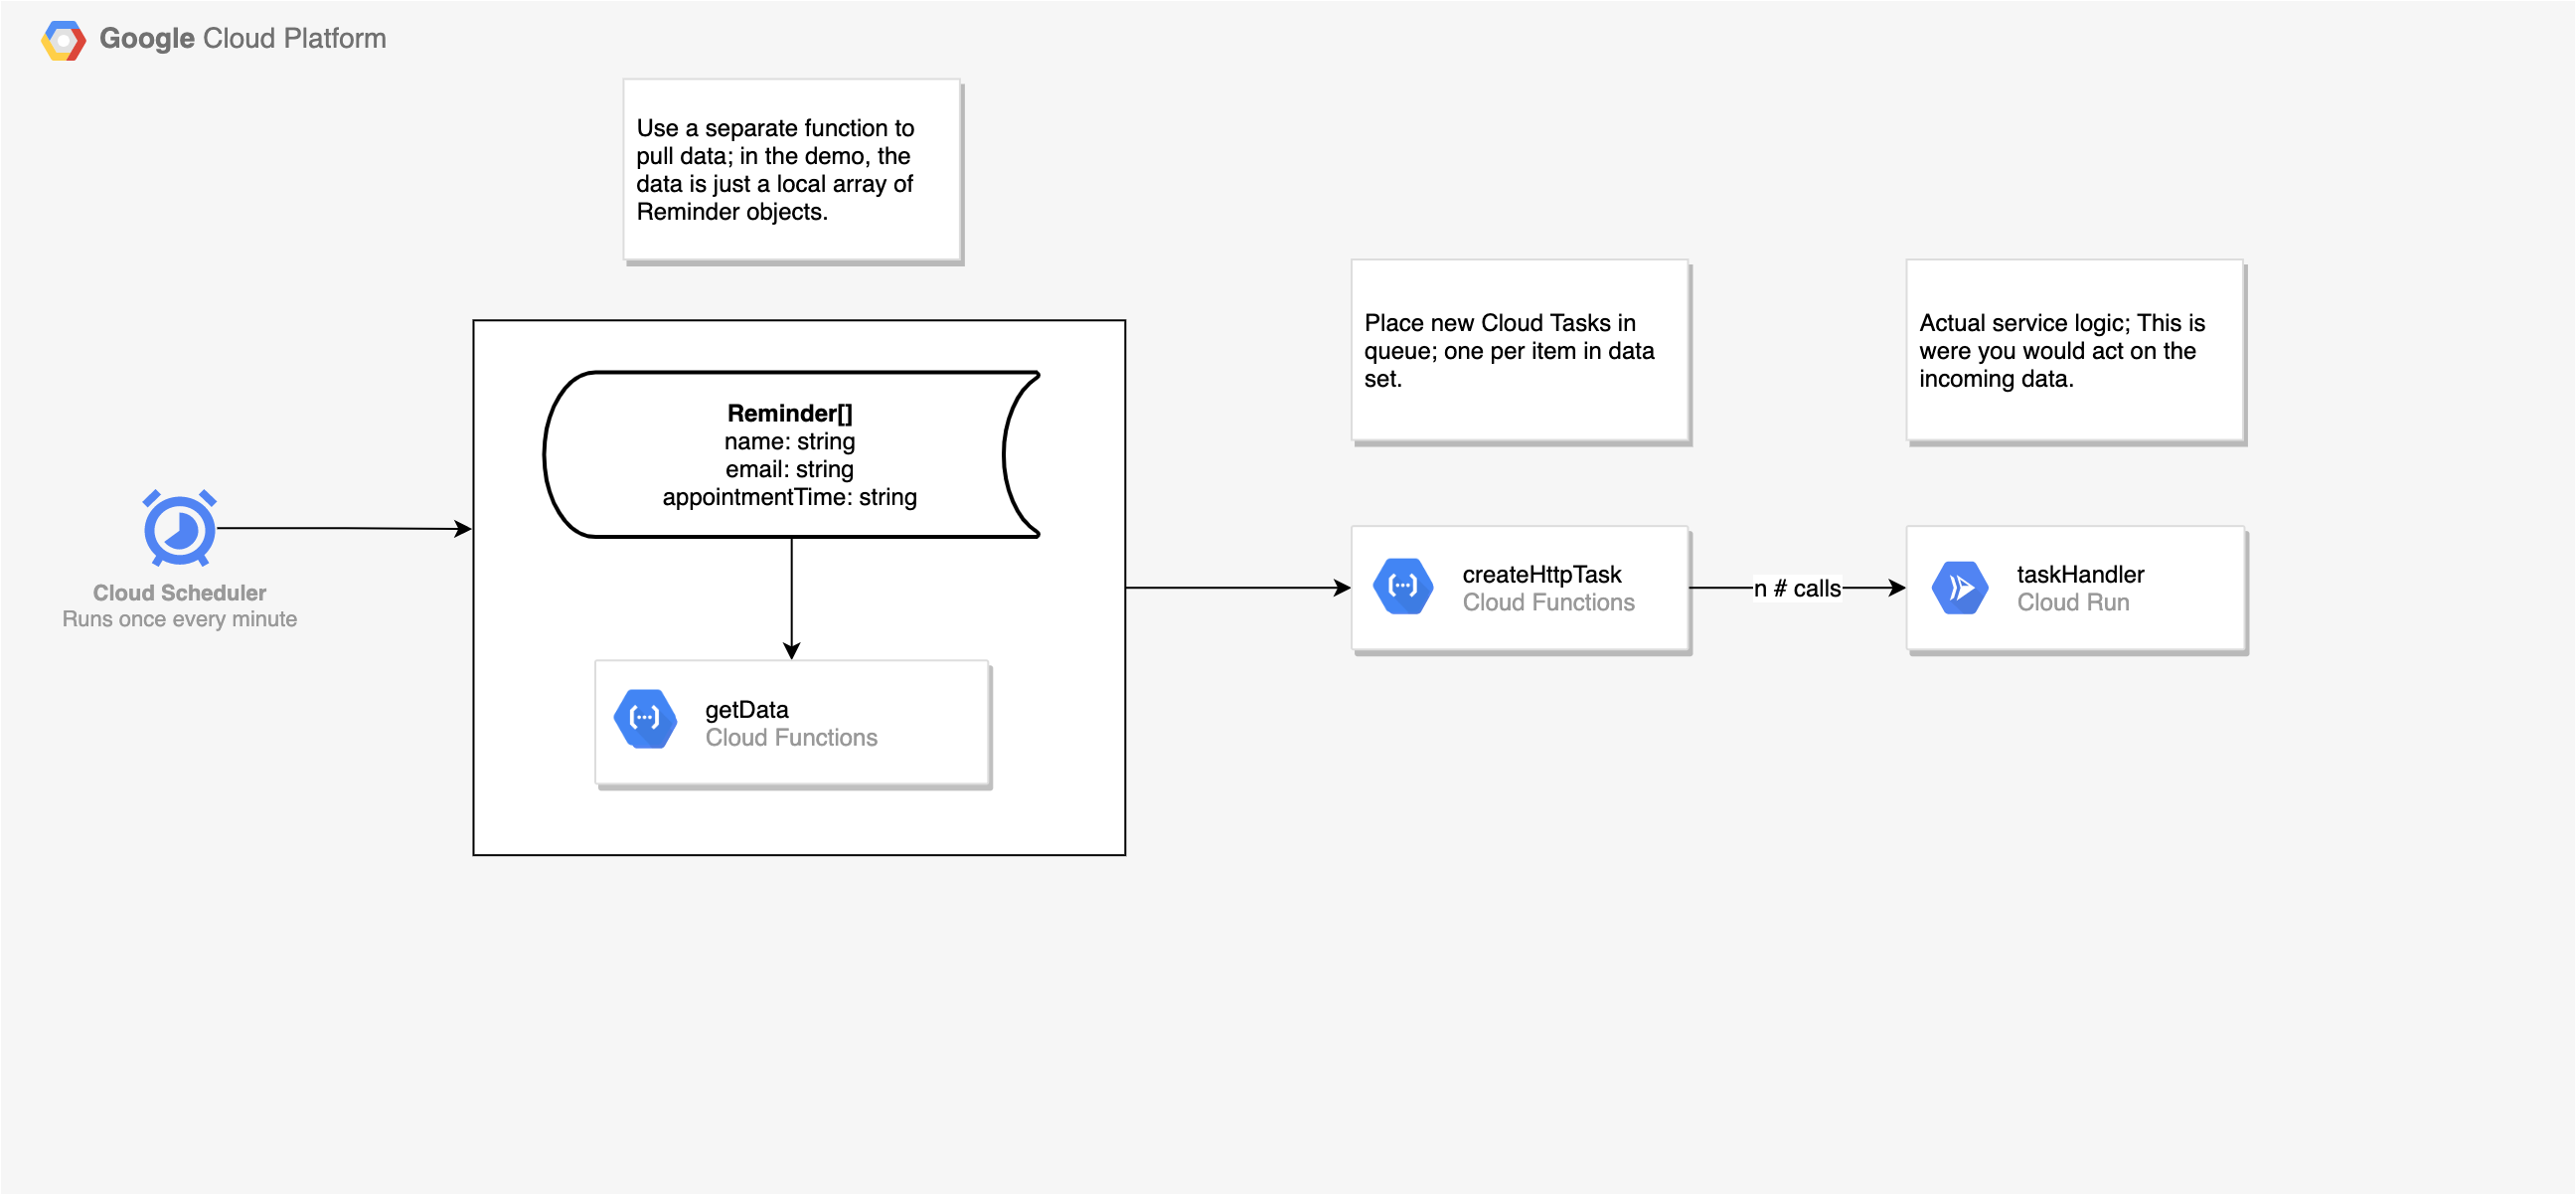 Google Cloud Platform
Use a separate function to
pull data; in the demo, the
data is just a local array of
Reminder objects.
Place new Cloud Tasks in
queue; one per item in data
set.
Actual service logic; This is
were you would act on the
incoming data.
Reminder[]
name: string
email: string
appointmentTime: string
Cloud Scheduler
Runs once every minute
getData
Cloud Functions
createHttpTask
Cloud Functions
n # calls
taskHandler
Cloud Run